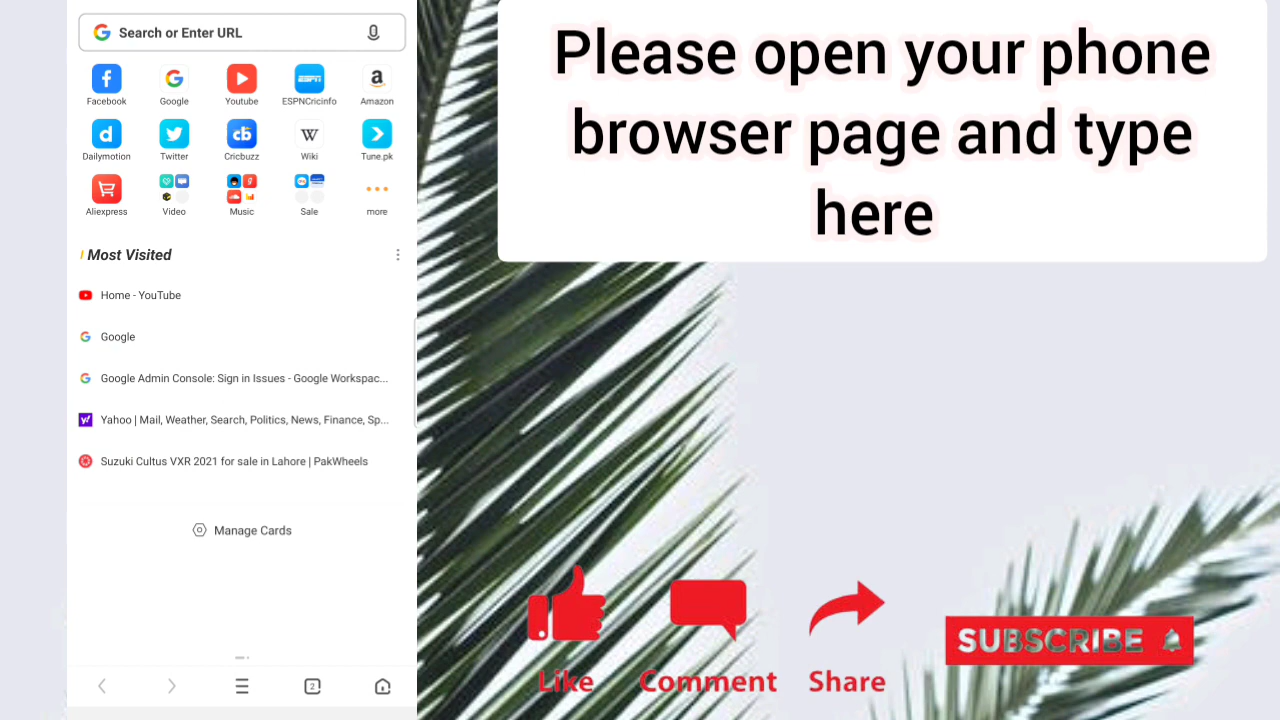 Search or Enter URL
Facebook
Google
Youtube
ESPNCricinfo
Amazon
Dailymotion
Twitter
Cricbuzz
Wiki
Tune.pk
Aliexpress
Video
Music
Sale
more
Most Visited
Home - YouTube
Google
Google Admin Console: Sign in Issues - Google Workspac...
Yahoo | Mail, Weather, Search, Politics, News, Finance, Sp...
Suzuki Cultus VXR 2021 for sale in Lahore | PakWheels
Manage Cards
2
Please open your phone
browser page and type
here
Like
Comment
Share
SUBSCRIBE